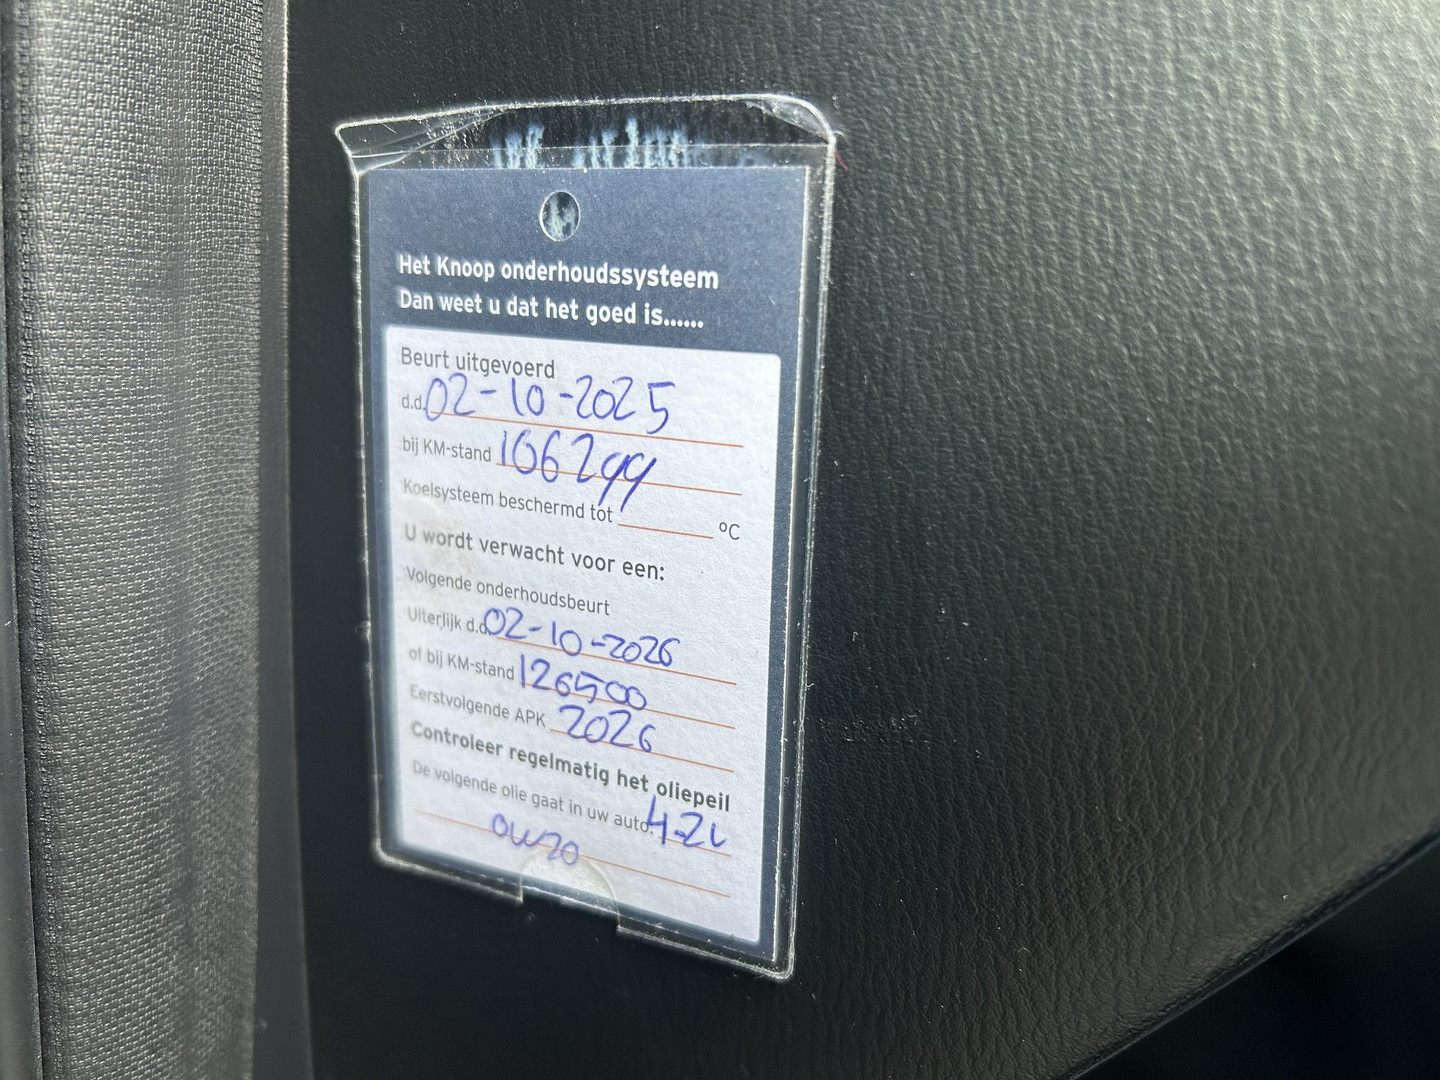 Het Knoop onderhoudssysteem
Dan weet u dat het goed is......
Beurt uitgevoerd
d.d. 02-10-2025
bij KM-stand 106299
Koelsysteem beschermd tot ________ °C
U wordt verwacht voor een:
Volgende onderhoudsbeurt
Uiterlijk d.d. 02-10-2026
of bij KM-stand 126500
Eerstvolgende APK 2026
Controleer regelmatig het oliepeil
De volgende olie gaat in uw auto: 4.2L
0W20